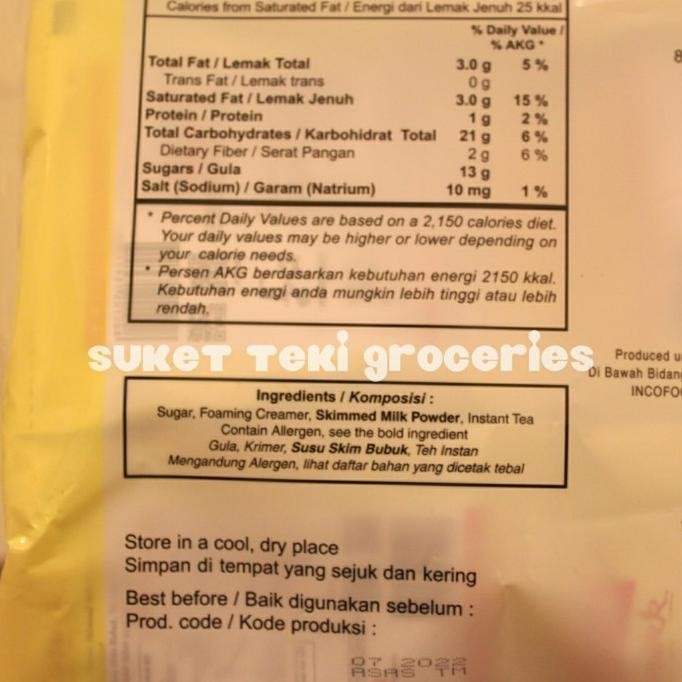 Calories from Saturated Fat / Energi dari Lemak Jenuh 25 kkal
% Daily Value /
% AKG *
Total Fat / Lemak Total 3.0 g 5 %
Trans Fat / Lemak trans 0 g
Saturated Fat / Lemak Jenuh 3.0 g 15 %
Protein / Protein 1 g 2 %
Total Carbohydrates / Karbohidrat Total 21 g 6 %
Dietary Fiber / Serat Pangan 2 g 6 %
Sugars / Gula 13 g
Salt (Sodium) / Garam (Natrium) 10 mg 1 %
* Percent Daily Values are based on a 2,150 calories diet.
Your daily values may be higher or lower depending on
your calorie needs.
* Persen AKG berdasarkan kebutuhan energi 2150 kkal.
Kebutuhan energi anda mungkin lebih tinggi atau lebih
rendah.
SUKET TEKI groceries
Produced
Di Bawah
Ingredients / Komposisi :
Sugar, Foaming Creamer, Skimmed Milk Powder, Instant Tea
Contain Allergen, see the bold ingredient
Gula, Krimer, Susu Skim Bubuk, Teh Instan
Mengandung Alergen, lihat daftar bahan yang dicetak tebal
Store in a cool, dry place
Simpan di tempat yang sejuk dan kering
Best before / Baik digunakan sebelum :
Prod. code / Kode produksi :
07 2022